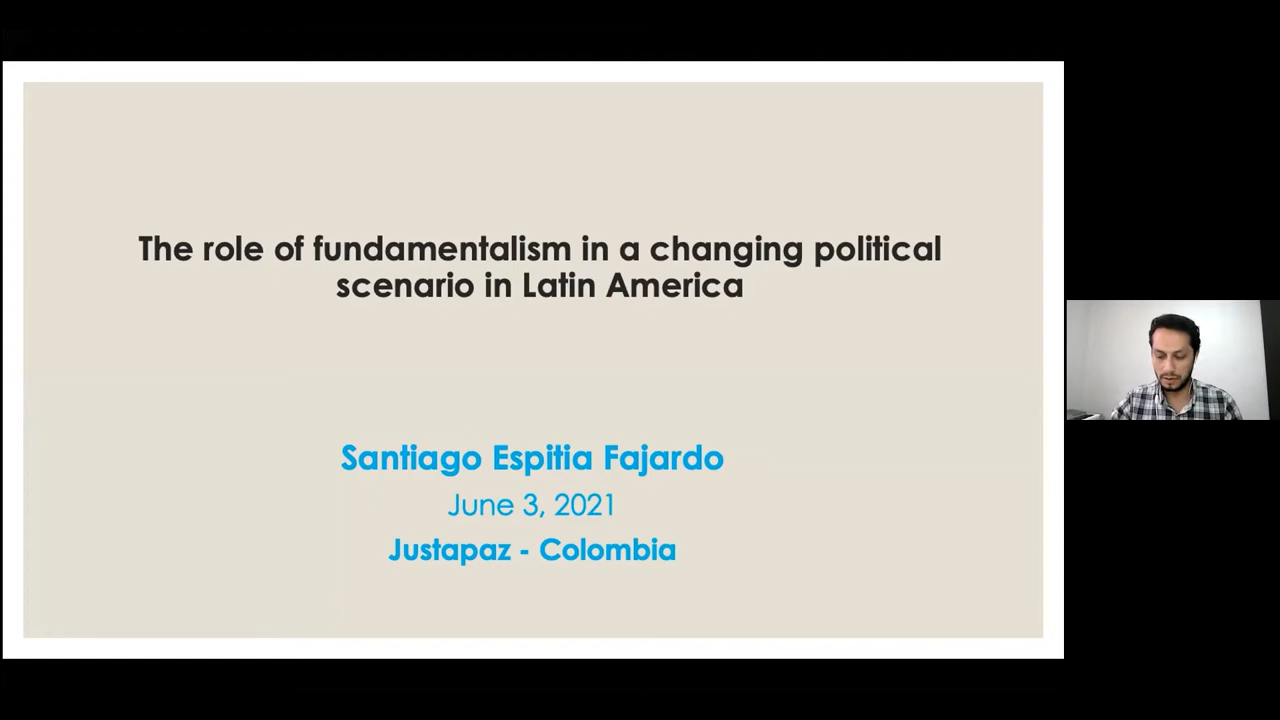 The role of fundamentalism in a changing political
scenario in Latin America
Santiago Espitia Fajardo
June 3, 2021
Justapaz - Colombia